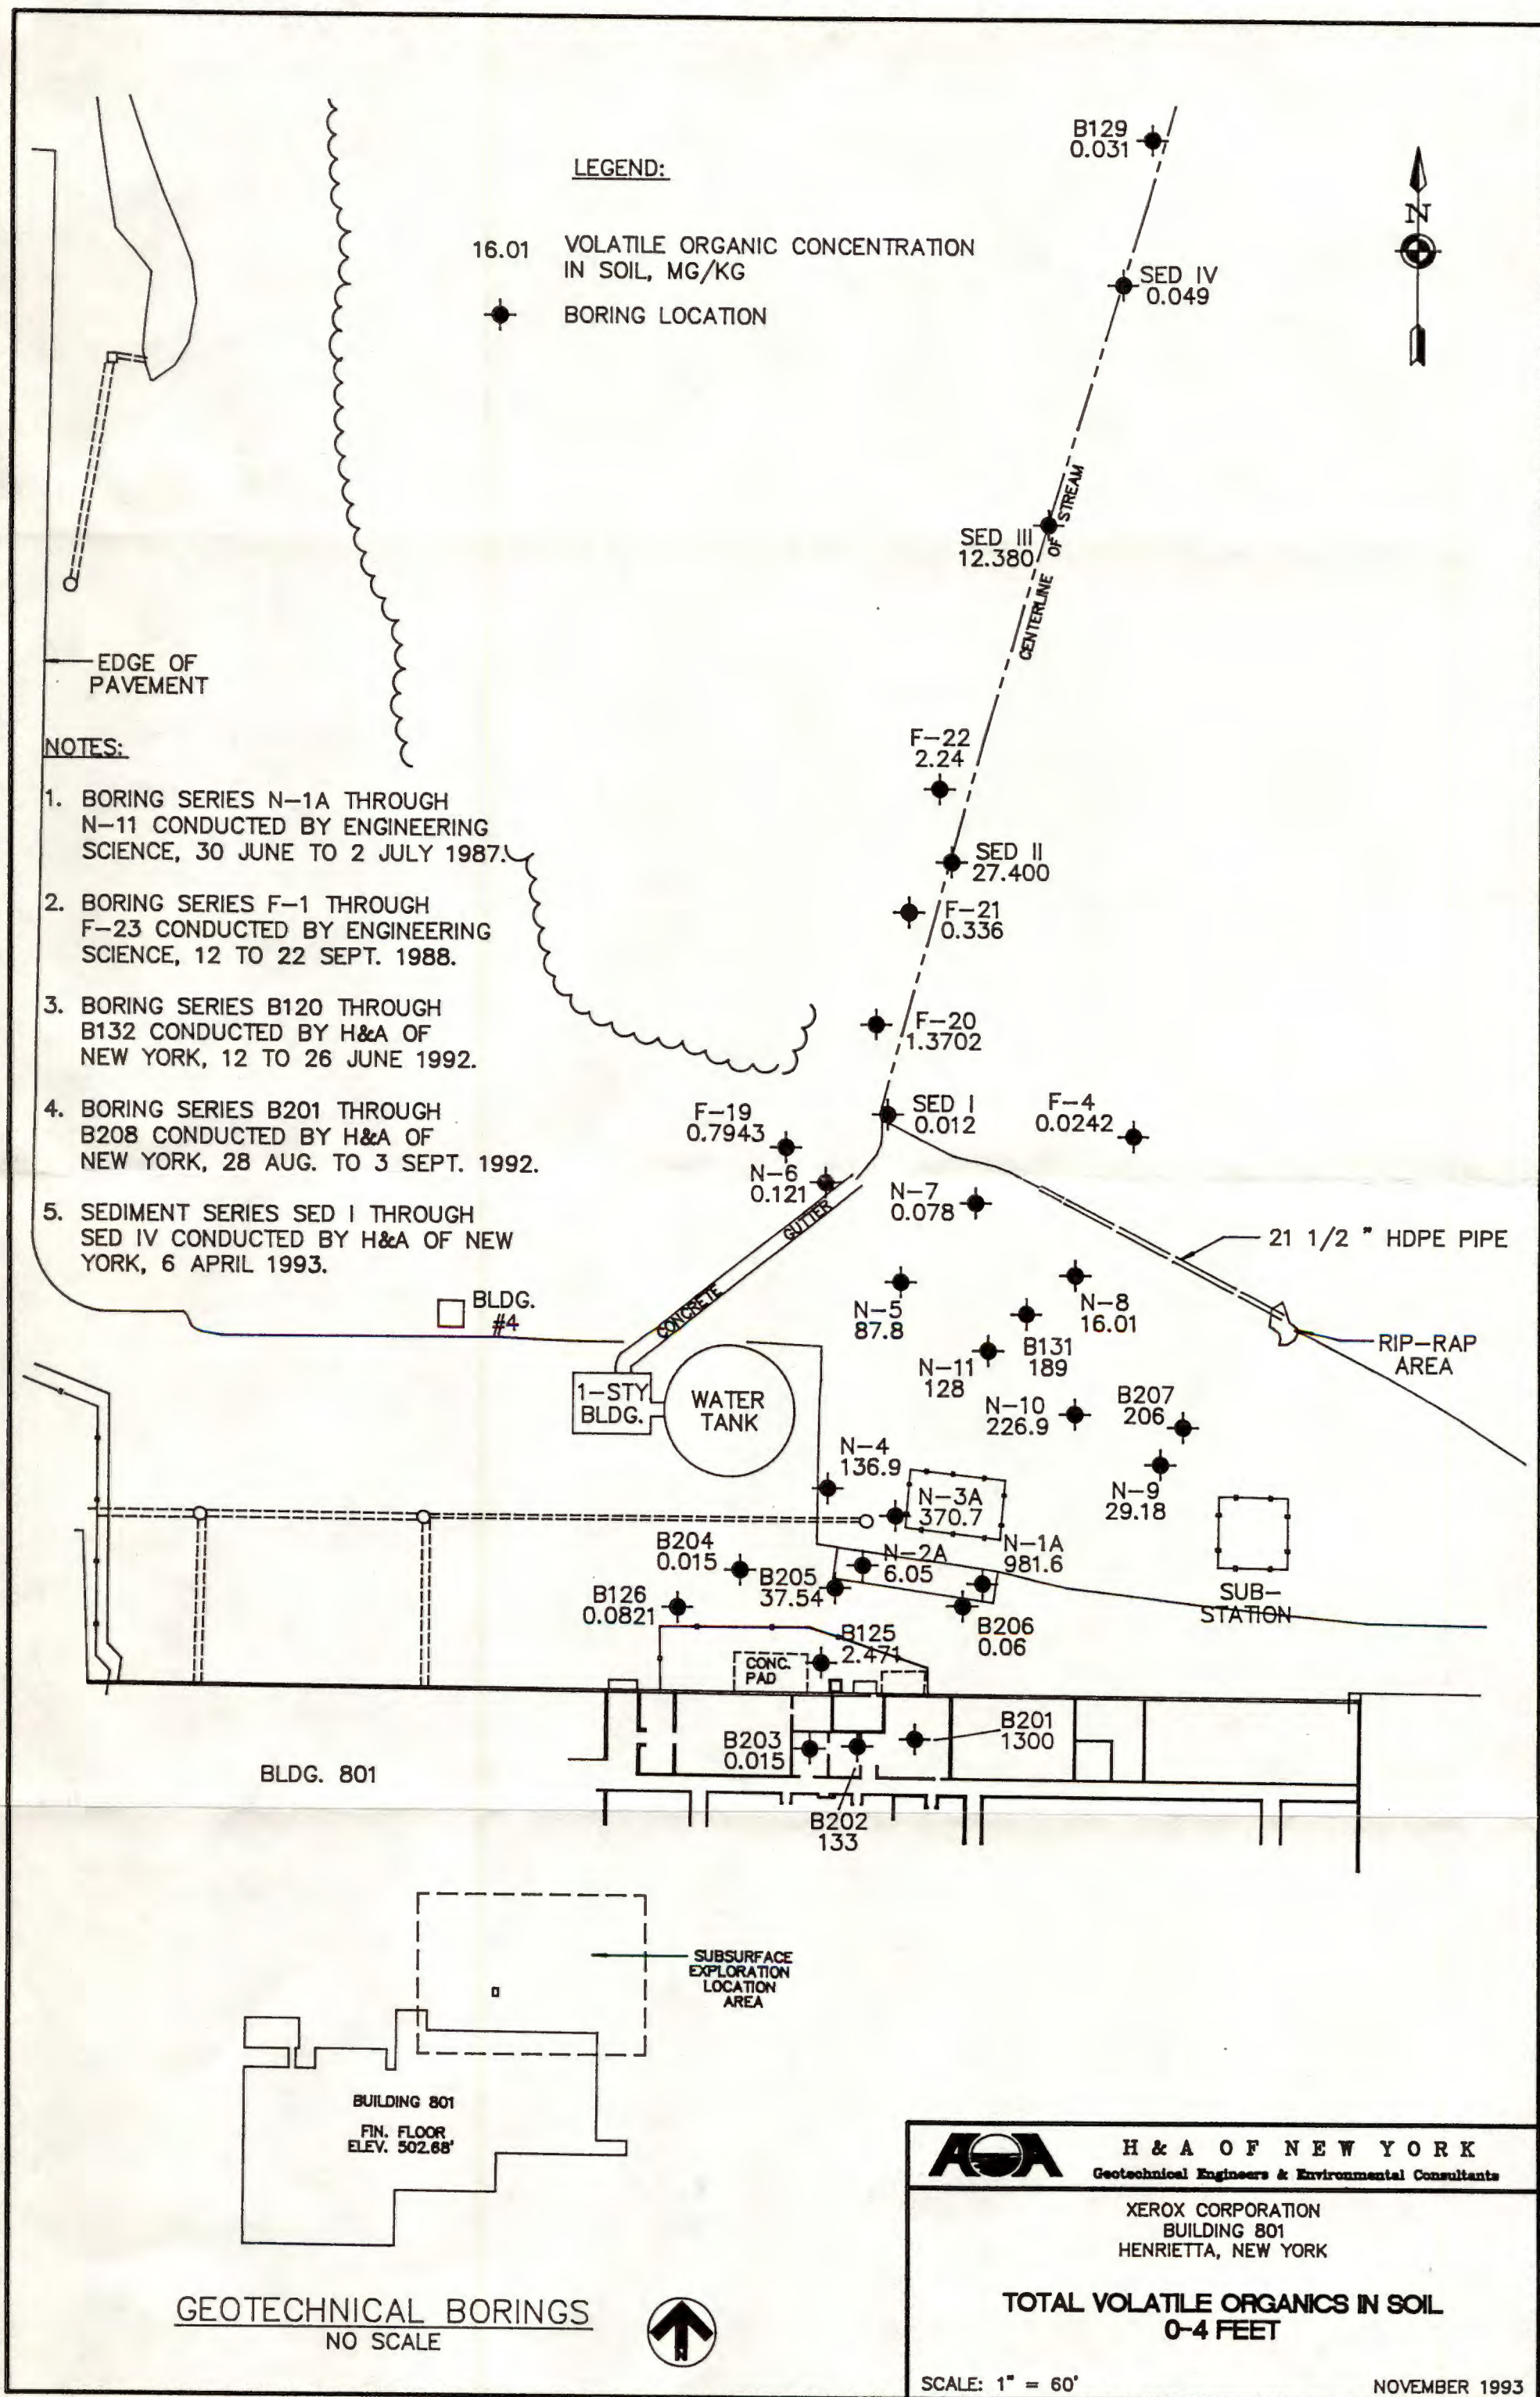 LEGEND:
16.01 VOLATILE ORGANIC CONCENTRATION
IN SOIL, MG/KG
BORING LOCATION
B129
0.031
N
SED IV
0.049
SED III
12.380
CENTERLINE OF STREAM
EDGE OF
PAVEMENT
NOTES:
1. BORING SERIES N-1A THROUGH
N-11 CONDUCTED BY ENGINEERING
SCIENCE, 30 JUNE TO 2 JULY 1987.
2. BORING SERIES F-1 THROUGH
F-23 CONDUCTED BY ENGINEERING
SCIENCE, 12 TO 22 SEPT. 1988.
3. BORING SERIES B120 THROUGH
B132 CONDUCTED BY H&A OF
NEW YORK, 12 TO 26 JUNE 1992.
4. BORING SERIES B201 THROUGH
B208 CONDUCTED BY H&A OF
NEW YORK, 28 AUG. TO 3 SEPT. 1992.
5. SEDIMENT SERIES SED I THROUGH
SED IV CONDUCTED BY H&A OF NEW
YORK, 6 APRIL 1993.
F-22
2.24
SED II
27.400
F-21
0.336
F-20
1.3702
SED I
0.012
F-4
0.0242
F-19
0.7943
N-6
0.121
N-7
0.078
CONCRETE GUTTER
21 1/2 " HDPE PIPE
N-5
87.8
N-8
16.01
BLDG.
#4
B131
189
RIP-RAP
AREA
N-11
128
1-STY
BLDG.
WATER
TANK
N-10
226.9
B207
206
N-4
136.9
N-9
29.18
N-3A
370.7
N-2A
6.05
N-1A
981.6
B204
0.015
B205
37.54
B126
0.0821
SUB-
STATION
B206
0.06
B125
2.471
CONC.
PAD
B201
1300
B203
0.015
BLDG. 801
B202
133
SUBSURFACE
EXPLORATION
LOCATION
AREA
BUILDING 801
FIN. FLOOR
ELEV. 502.68'
GEOTECHNICAL BORINGS
NO SCALE
N
H & A OF NEW YORK
Geotechnical Engineers & Environmental Consultants
XEROX CORPORATION
BUILDING 801
HENRIETTA, NEW YORK
TOTAL VOLATILE ORGANICS IN SOIL
0-4 FEET
SCALE: 1" = 60'
NOVEMBER 1993